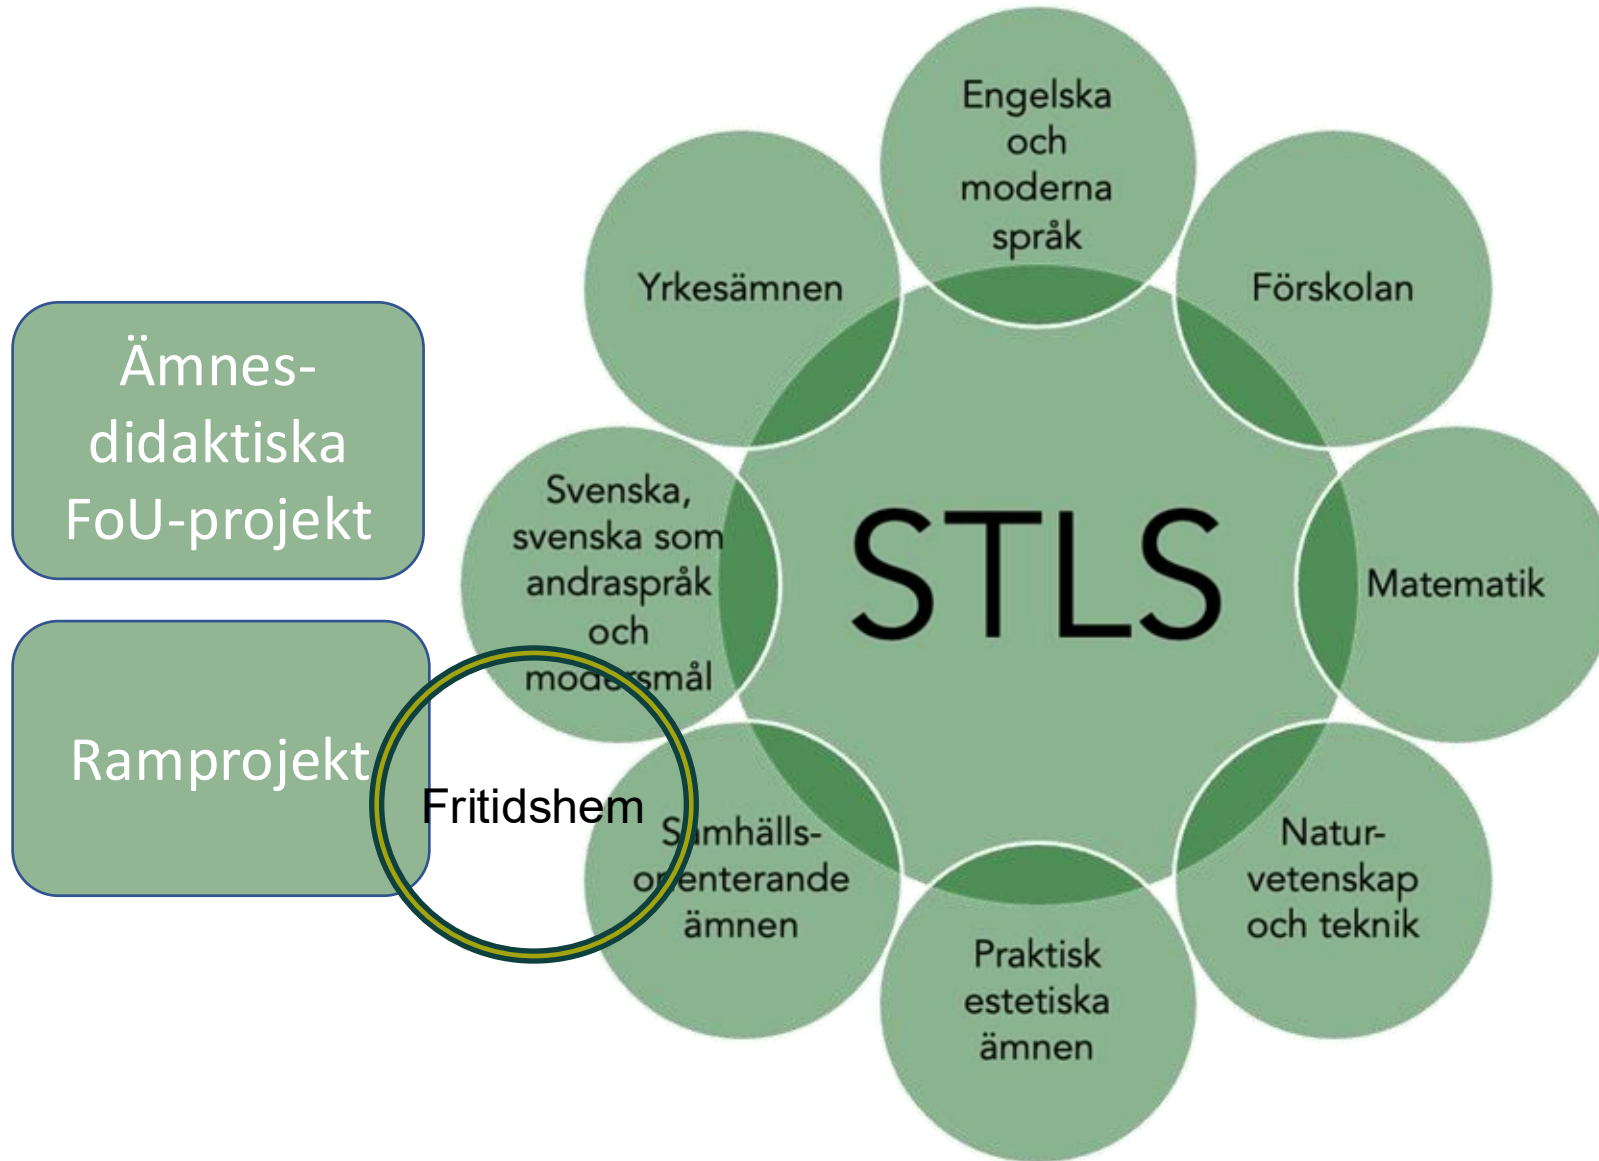 Ämnes-
didaktiska
FoU-projekt
Ramprojekt
Fritidshem
Engelska
och
moderna
språk
Förskolan
Matematik
Natur-
vetenskap
och teknik
Praktisk
estetiska
ämnen
Samhälls-
orienterande
ämnen
Svenska,
svenska som
andraspråk
och
modersmål
Yrkesämnen
STLS